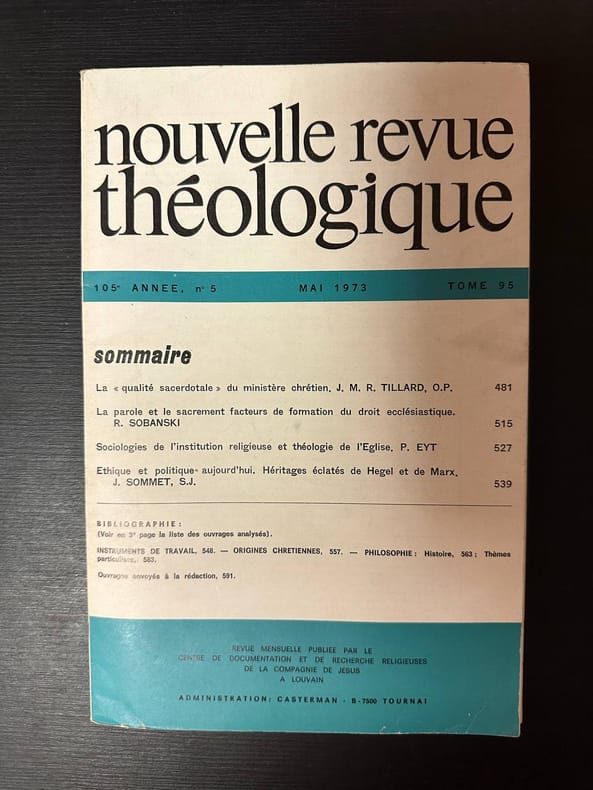 nouvelle revue
théologique
105e ANNEE, n° 5 MAI 1973 TOME 95
sommaire
La « qualité sacerdotale » du ministère chrétien. J. M. R. TILLARD, O.P. 481
La parole et le sacrement facteurs de formation du droit ecclésiastique.
R. SOBANSKI 515
Sociologies de l'institution religieuse et théologie de l'Eglise. P. EYT 527
Ethique et politique aujourd'hui. Héritages éclatés de Hegel et de Marx.
J. SOMMET, S.J. 539
BIBLIOGRAPHIE :
(Voir en 3e page la liste des ouvrages analysés).
INSTRUMENTS DE TRAVAIL, 548. — ORIGINES CHRETIENNES, 557. — PHILOSOPHIE : Histoire, 563 ; Thèmes
particuliers, 583.
Ouvrages envoyés à la rédaction, 591.
REVUE MENSUELLE PUBLIEE PAR LE
CENTRE DE DOCUMENTATION ET DE RECHERCHE RELIGIEUSES
DE LA COMPAGNIE DE JESUS
A LOUVAIN
ADMINISTRATION: CASTERMAN - B-7500 TOURNAI